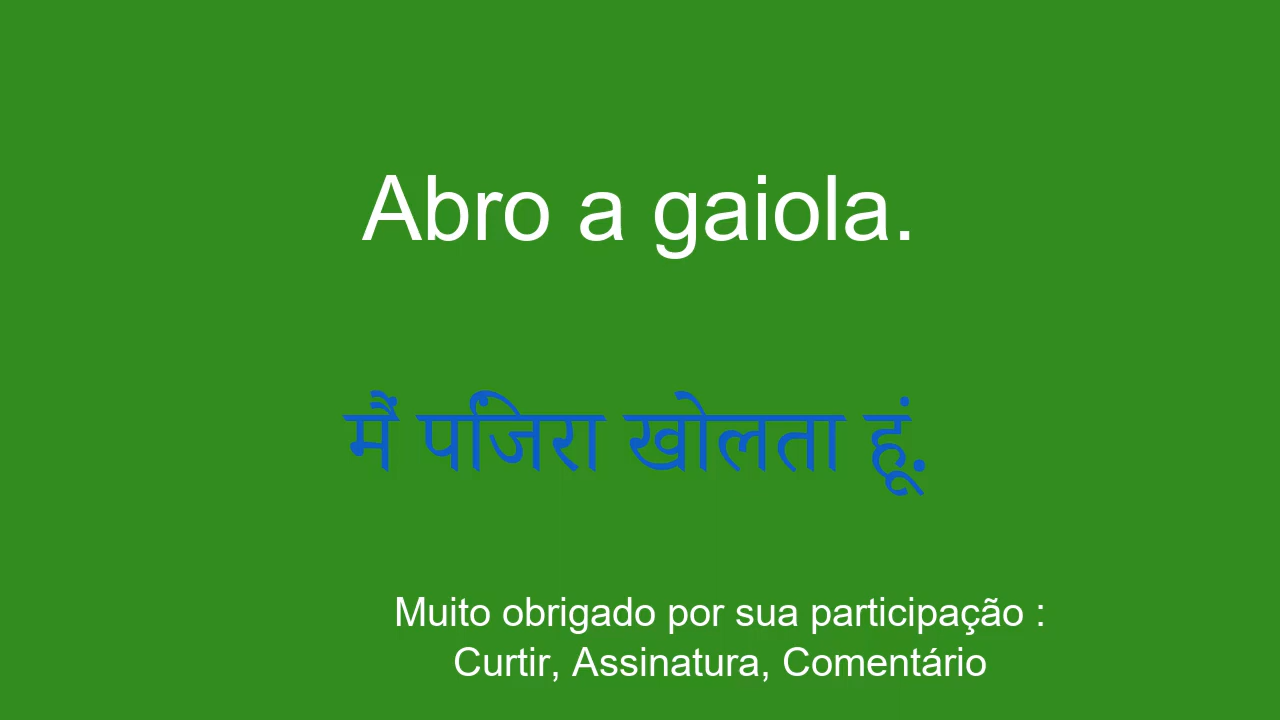 Abro a gaiola.
मैं पिंजरा खोलता हूं.
Muito obrigado por sua participação :
Curtir, Assinatura, Comentário